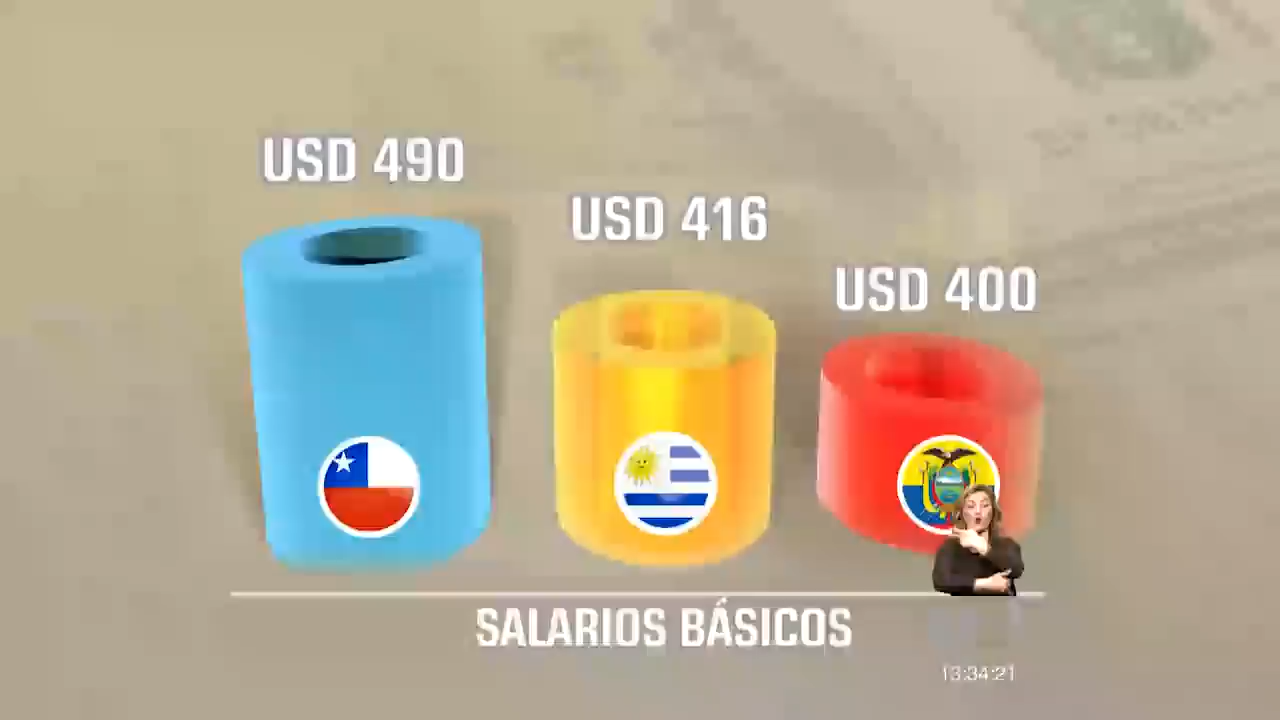 USD 490
USD 416
USD 400
SALARIOS BÁSICOS
13:34:21